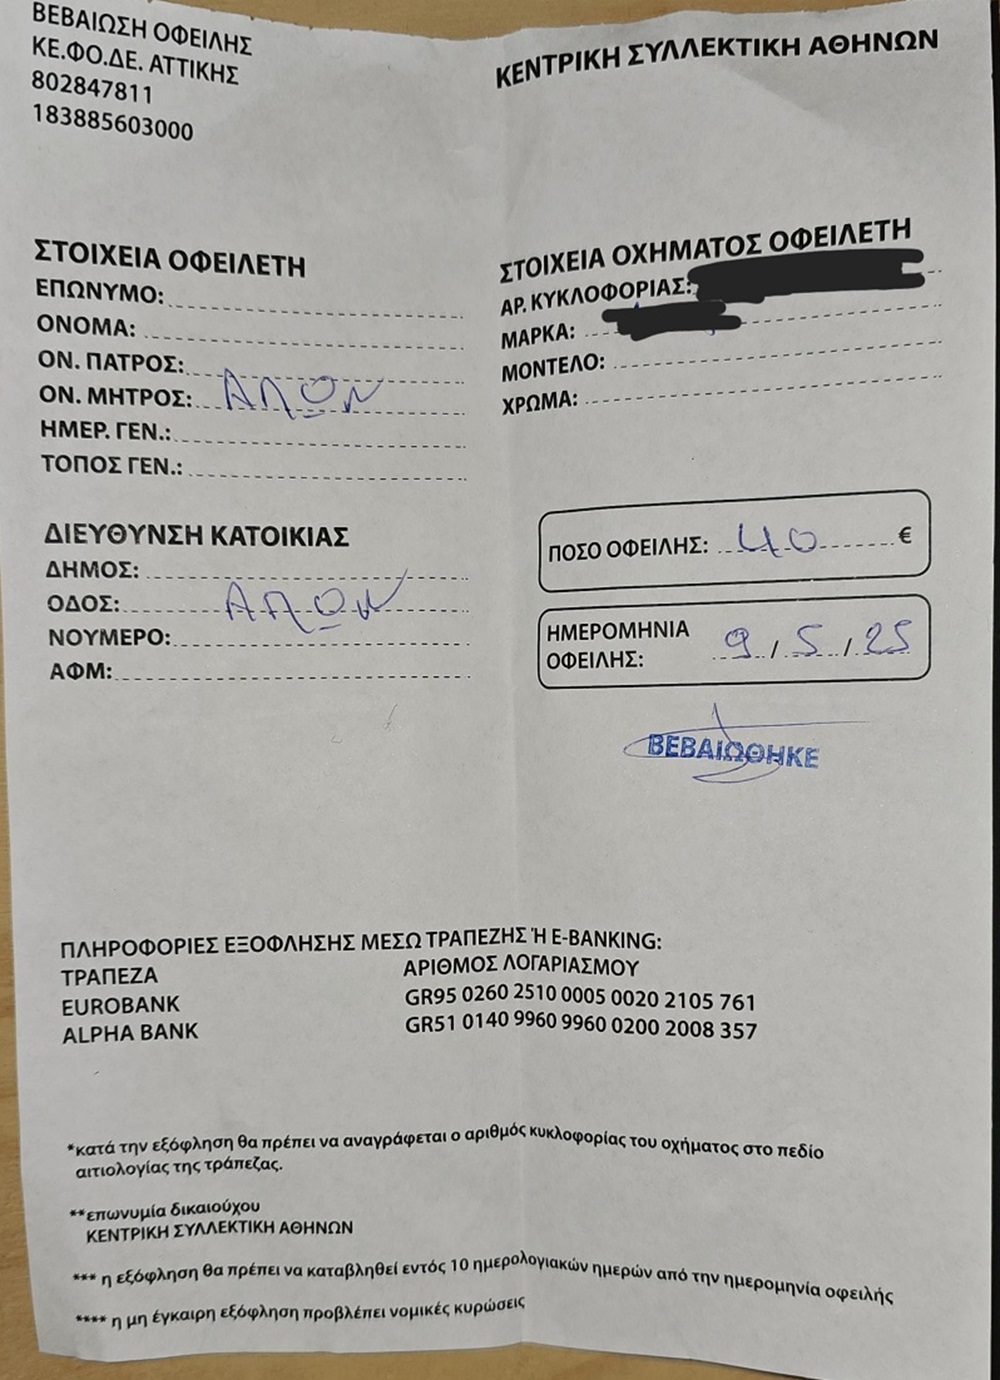 ΒΕΒΑΙΩΣΗ ΟΦΕΙΛΗΣ
ΚΕ.ΦΟ.ΔΕ. ΑΤΤΙΚΗΣ
802847811
183885603000
ΚΕΝΤΡΙΚΗ ΣΥΛΛΕΚΤΙΚΗ ΑΘΗΝΩΝ
ΣΤΟΙΧΕΙΑ ΟΦΕΙΛΕΤΗ
ΕΠΩΝΥΜΟ:
ΟΝΟΜΑ:
ΟΝ. ΠΑΤΡΟΣ:
ΟΝ. ΜΗΤΡΟΣ: ΑΠΩΝ
ΗΜΕΡ. ΓΕΝ.:
ΤΟΠΟΣ ΓΕΝ.:
ΣΤΟΙΧΕΙΑ ΟΧΗΜΑΤΟΣ ΟΦΕΙΛΕΤΗ
ΑΡ. ΚΥΚΛΟΦΟΡΙΑΣ:
ΜΑΡΚΑ:
ΜΟΝΤΕΛΟ:
ΧΡΩΜΑ:
ΔΙΕΥΘΥΝΣΗ ΚΑΤΟΙΚΙΑΣ
ΔΗΜΟΣ:
ΟΔΟΣ: ΑΠΩΝ
ΝΟΥΜΕΡΟ:
ΑΦΜ:
ΠΟΣΟ ΟΦΕΙΛΗΣ: 40 €
ΗΜΕΡΟΜΗΝΙΑ
ΟΦΕΙΛΗΣ: 9/5/25
ΒΕΒΑΙΩΘΗΚΕ
ΠΛΗΡΟΦΟΡΙΕΣ ΕΞΟΦΛΗΣΗΣ ΜΕΣΩ ΤΡΑΠΕΖΗΣ Ή E-BANKING:
ΤΡΑΠΕΖΑ ΑΡΙΘΜΟΣ ΛΟΓΑΡΙΑΣΜΟΥ
EUROBANK GR95 0260 2510 0005 0020 2105 761
ALPHA BANK GR51 0140 9960 9960 0200 2008 357
*κατά την εξόφληση θα πρέπει να αναγράφεται ο αριθμός κυκλοφορίας του οχήματος στο πεδίο
αιτιολογίας της τράπεζας.
**επωνυμία δικαιούχου
ΚΕΝΤΡΙΚΗ ΣΥΛΛΕΚΤΙΚΗ ΑΘΗΝΩΝ
*** η εξόφληση θα πρέπει να καταβληθεί εντός 10 ημερολογιακών ημερών από την ημερομηνία οφειλής
**** η μη έγκαιρη εξόφληση προβλέπει νομικές κυρώσεις